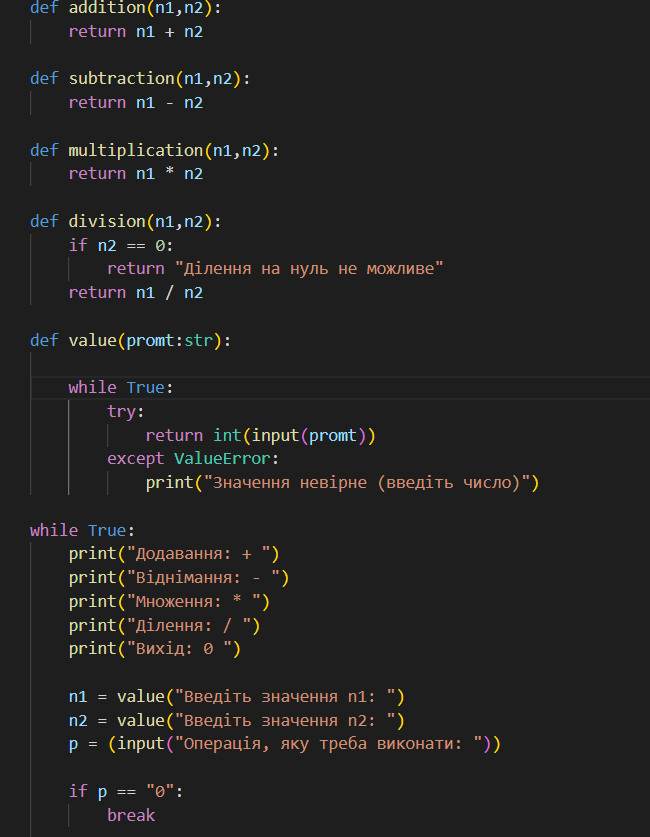 def addition(n1,n2):
    return n1 + n2
def subtraction(n1,n2):
    return n1 - n2
def multiplication(n1,n2):
    return n1 * n2
def division(n1,n2):
    if n2 == 0:
        return "Ділення на нуль не можливе"
    return n1 / n2
def value(promt:str):
    while True:
        try:
            return int(input(promt))
        except ValueError:
            print("Значення невірне (введіть число)")
while True:
    print("Додавання: + ")
    print("Віднімання: - ")
    print("Множення: * ")
    print("Ділення: / ")
    print("Вихід: 0 ")
    n1 = value("Введіть значення n1: ")
    n2 = value("Введіть значення n2: ")
    p = (input("Операція, яку треба виконати: "))
    if p == "0":
        break